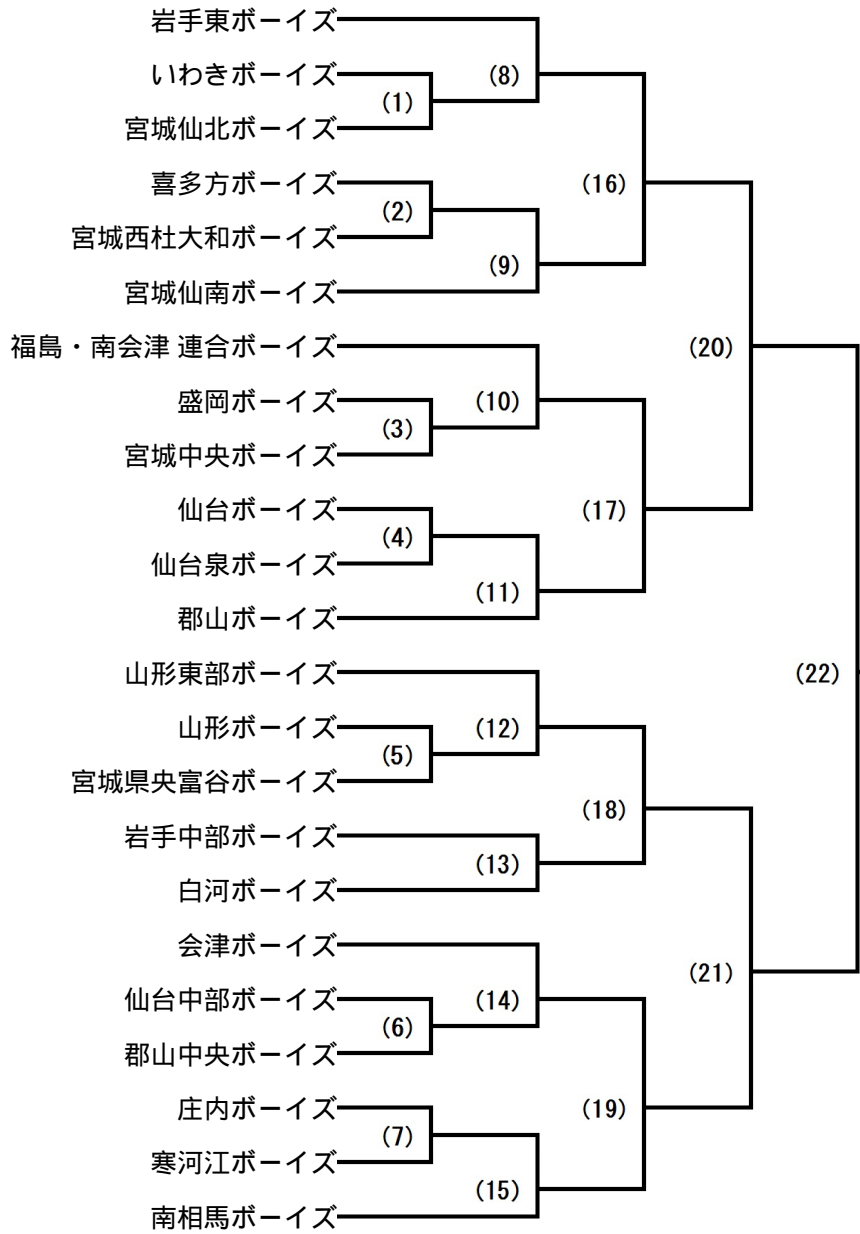 岩手東ボーイズ
いわきボーイズ
(8)
(1)
宮城仙北ボーイズ
喜多方ボーイズ
(16)
(2)
宮城西杜大和ボーイズ
(9)
宮城仙南ボーイズ
福島・南会津 連合ボーイズ
(20)
盛岡ボーイズ
(10)
(3)
宮城中央ボーイズ
仙台ボーイズ
(17)
(4)
仙台泉ボーイズ
(11)
郡山ボーイズ
山形東部ボーイズ
(22)
山形ボーイズ
(12)
(5)
宮城県央富谷ボーイズ
(18)
岩手中部ボーイズ
(13)
白河ボーイズ
会津ボーイズ
(21)
仙台中部ボーイズ
(14)
(6)
郡山中央ボーイズ
庄内ボーイズ
(19)
(7)
寒河江ボーイズ
(15)
南相馬ボーイズ